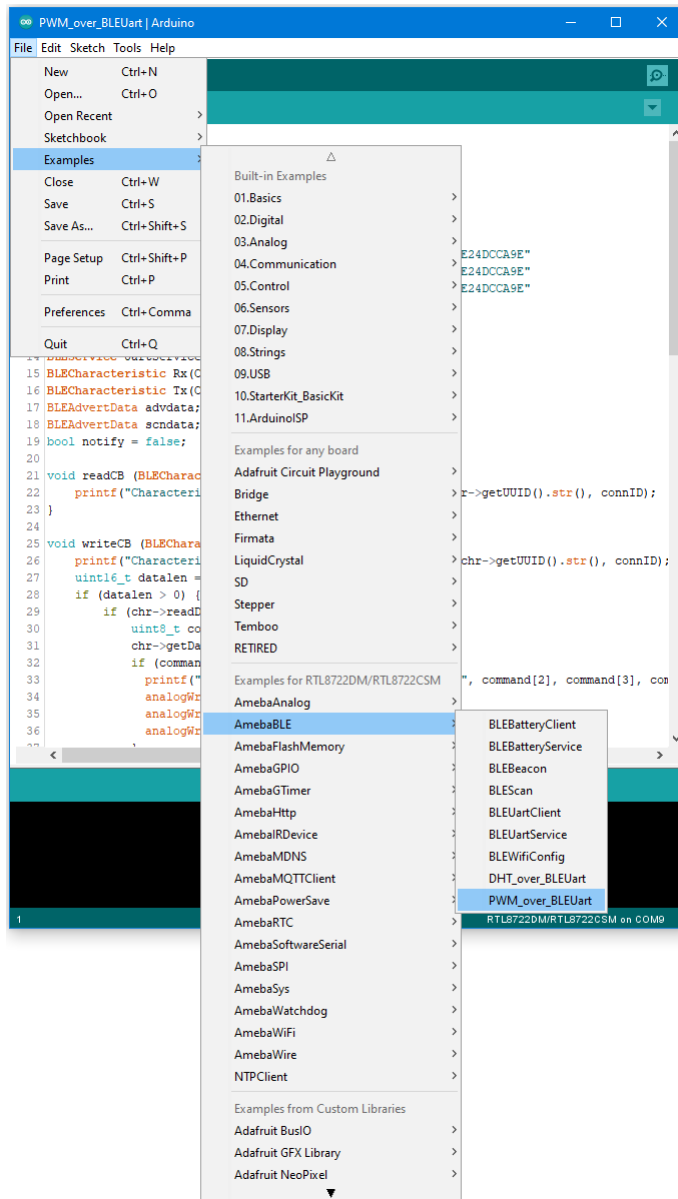 PWM_over_BLEUart | Arduino
File Edit Sketch Tools Help
New Ctrl+N
Open... Ctrl+O
Open Recent
Sketchbook
Examples
Close Ctrl+W
Save Ctrl+S
Save As... Ctrl+Shift+S
Page Setup Ctrl+Shift+P
Print Ctrl+P
Preferences Ctrl+Comma
Quit Ctrl+Q
Built-in Examples
01.Basics
02.Digital
03.Analog
04.Communication
05.Control
06.Sensors
07.Display
08.Strings
09.USB
10.StarterKit_BasicKit
11.ArduinoISP
Examples for any board
Adafruit Circuit Playground
Bridge
Ethernet
Firmata
LiquidCrystal
SD
Stepper
Temboo
RETIRED
Examples for RTL8722DM/RTL8722CSM
AmebaAnalog
AmebaBLE
AmebaFlashMemory
AmebaGPIO
AmebaGTimer
AmebaHttp
AmebaIRDevice
AmebaMDNS
AmebaMQTTClient
AmebaPowerSave
AmebaRTC
AmebaSoftwareSerial
AmebaSPI
AmebaSys
AmebaWatchdog
AmebaWiFi
AmebaWire
NTPClient
Examples from Custom Libraries
Adafruit BusIO
Adafruit GFX Library
Adafruit NeoPixel
BLEBatteryClient
BLEBatteryService
BLEBeacon
BLEScan
BLEUartClient
BLEUartService
BLEWifiConfig
DHT_over_BLEUart
PWM_over_BLEUart
E24DCCA9E"
E24DCCA9E"
E24DCCA9E"
14 BLEService UartService
15 BLECharacteristic Rx(C
16 BLECharacteristic Tx(C
17 BLEAdvertData advdata;
18 BLEAdvertData scndata;
19 bool notify = false;
20
21 void readCB (BLECharac
22 printf("Characteri r->getUUID().str(), connID);
23 }
24
25 void writeCB (BLEChara
26 printf("Characteri chr->getUUID().str(), connID);
27 uint16_t datalen =
28 if (datalen > 0) {
29 if (chr->readD
30 uint8_t co
31 chr->getDa
32 if (comman
33 printf(" ", command[2], command[3], com
34 analogWr
35 analogWr
36 analogWr
1
RTL8722DM/RTL8722CSM on COM9